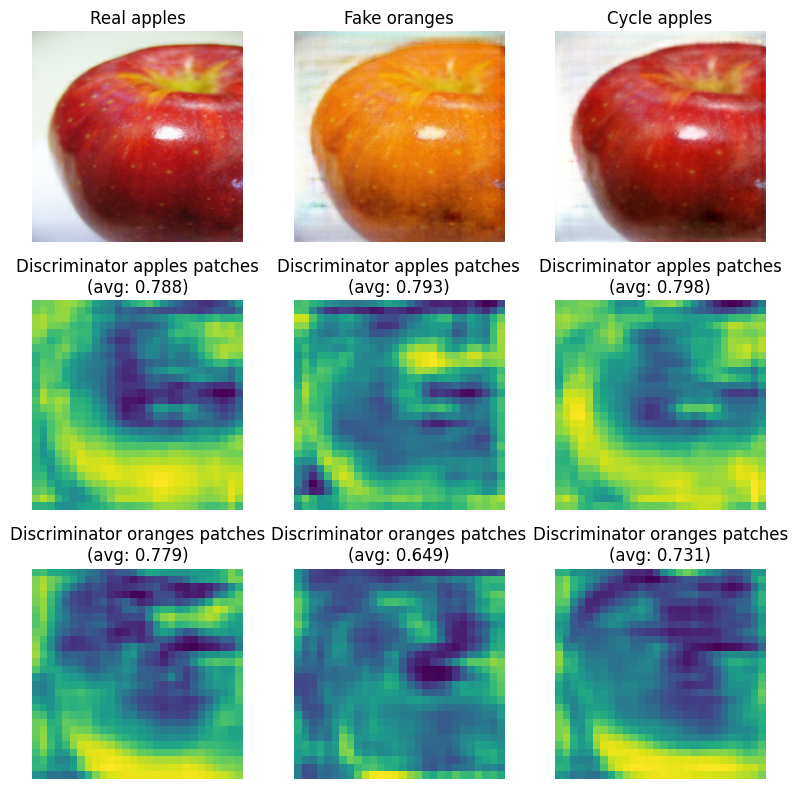 Real apples
Fake oranges
Cycle apples
Discriminator apples patches
(avg: 0.788)
Discriminator apples patches
(avg: 0.793)
Discriminator apples patches
(avg: 0.798)
Discriminator oranges patches
(avg: 0.779)
Discriminator oranges patches
(avg: 0.649)
Discriminator oranges patches
(avg: 0.731)